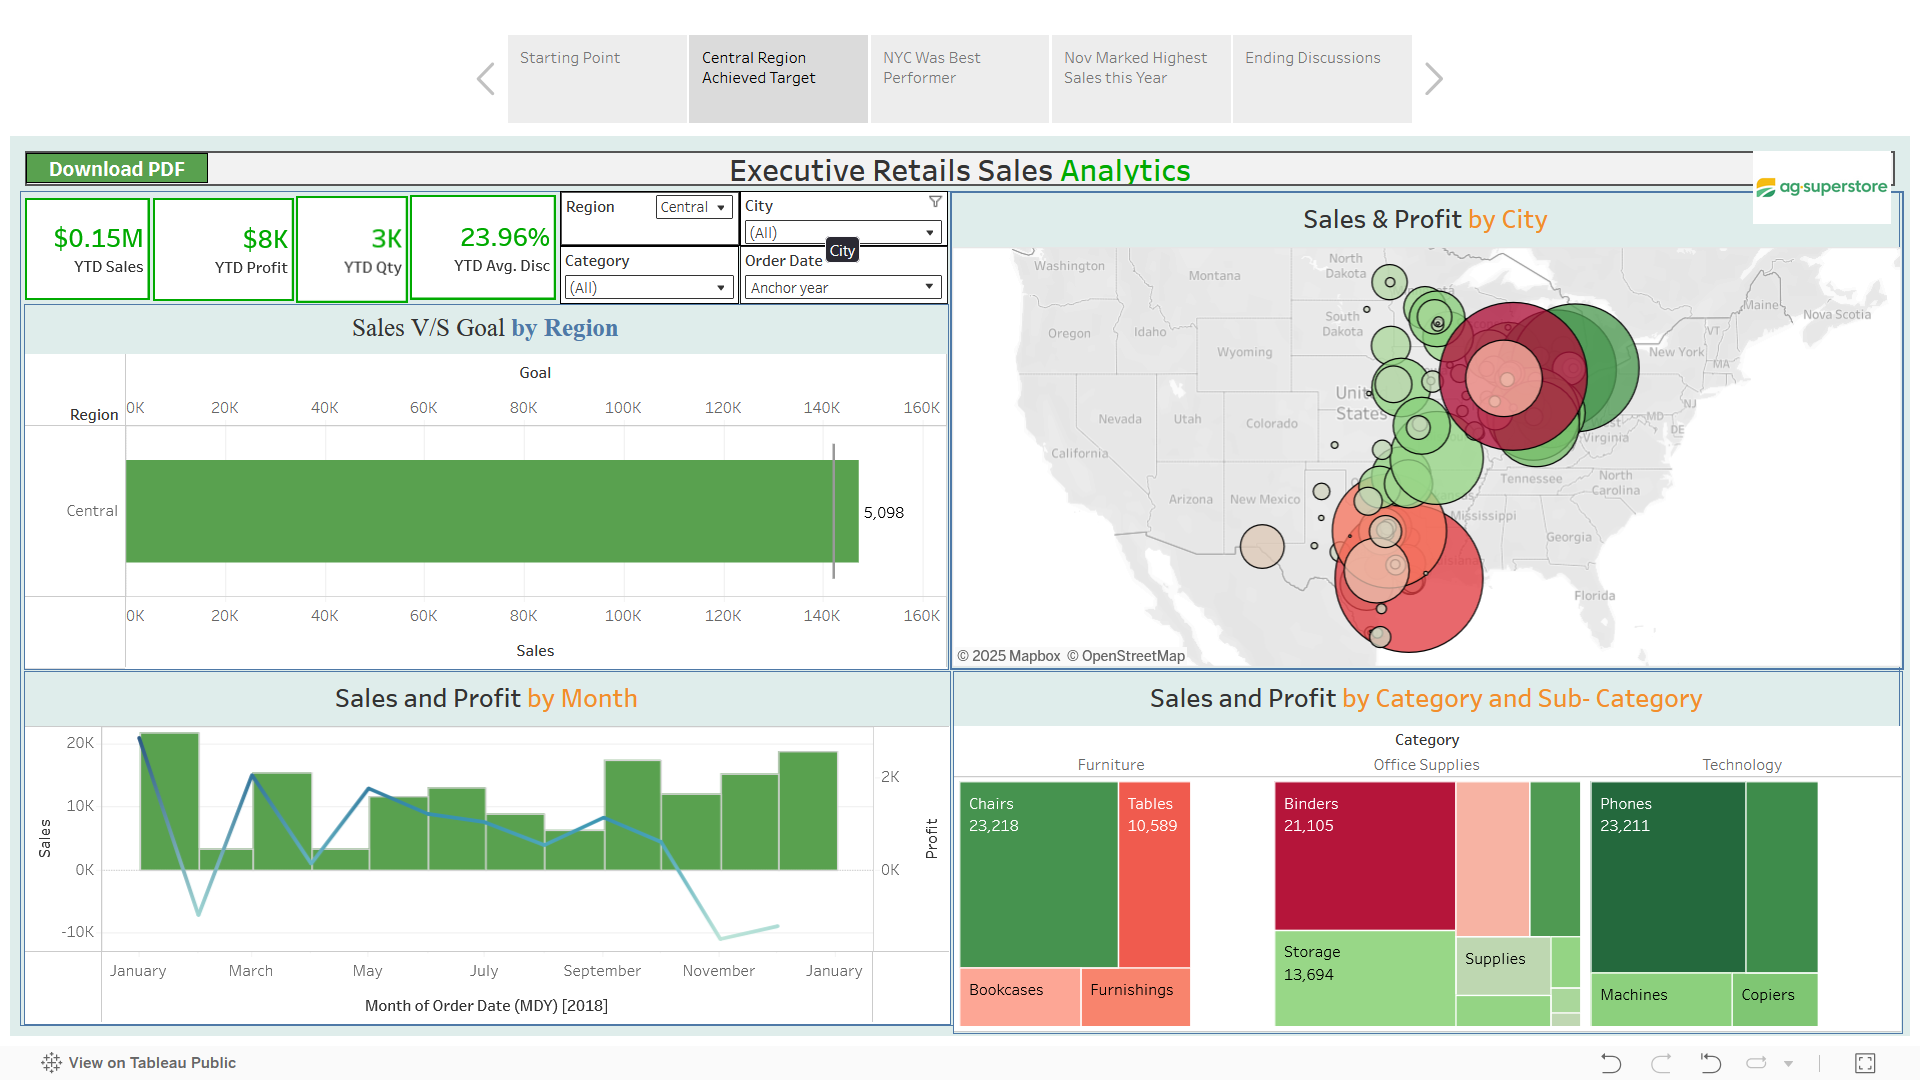 Starting Point
Central Region
Achieved Target
NYC Was Best
Performer
Nov Marked Highest
Sales this Year
Ending Discussions
Download PDF
Executive Retails Sales Analytics
ag-superstore
$0.15M
YTD Sales
$8K
YTD Profit
3K
YTD Qty
23.96%
YTD Avg. Disc
Region
Central
City
(All)
City
Category
(All)
Order Date
Anchor year
Sales & Profit by City
Washington
Montana
North
Dakota
Maine
Nova Scotia
Oregon
Idaho
South
Dakota
VT
Wyoming
New York
MA
Nevada
Utah
Colorado
United
States
NJ
MD
DE
Virginia
California
Arizona
New Mexico
Tennessee
North
Carolina
Mississippi
Georgia
Florida
© 2025 Mapbox © OpenStreetMap
Sales V/S Goal by Region
Goal
Region
0K 20K 40K 60K 80K 100K 120K 140K 160K
Central
5,098
0K 20K 40K 60K 80K 100K 120K 140K 160K
Sales
Sales and Profit by Month
Sales
20K
10K
0K
-10K
2K
0K
Profit
January March May July September November January
Month of Order Date (MDY) [2018]
Sales and Profit by Category and Sub- Category
Category
Furniture Office Supplies Technology
Chairs
23,218
Tables
10,589
Bookcases
Furnishings
Binders
21,105
Storage
13,694
Supplies
Phones
23,211
Machines
Copiers
View on Tableau Public